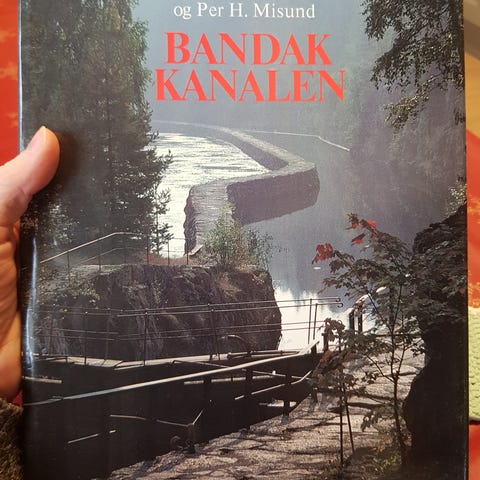 og Per H. Misund
BANDAK
KANALEN